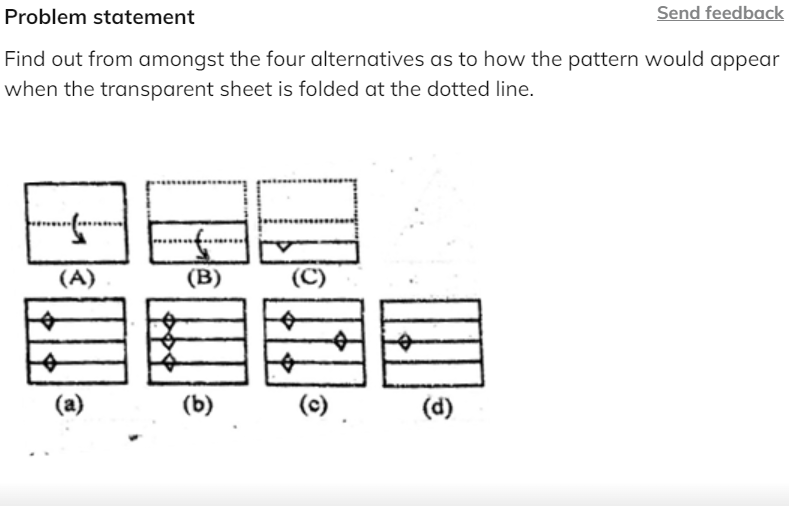 Problem statement
Send feedback
Find out from amongst the four alternatives as to how the pattern would appear
when the transparent sheet is folded at the dotted line.
(A)
(B)
(C)
(a)
(b)
(c)
(d)